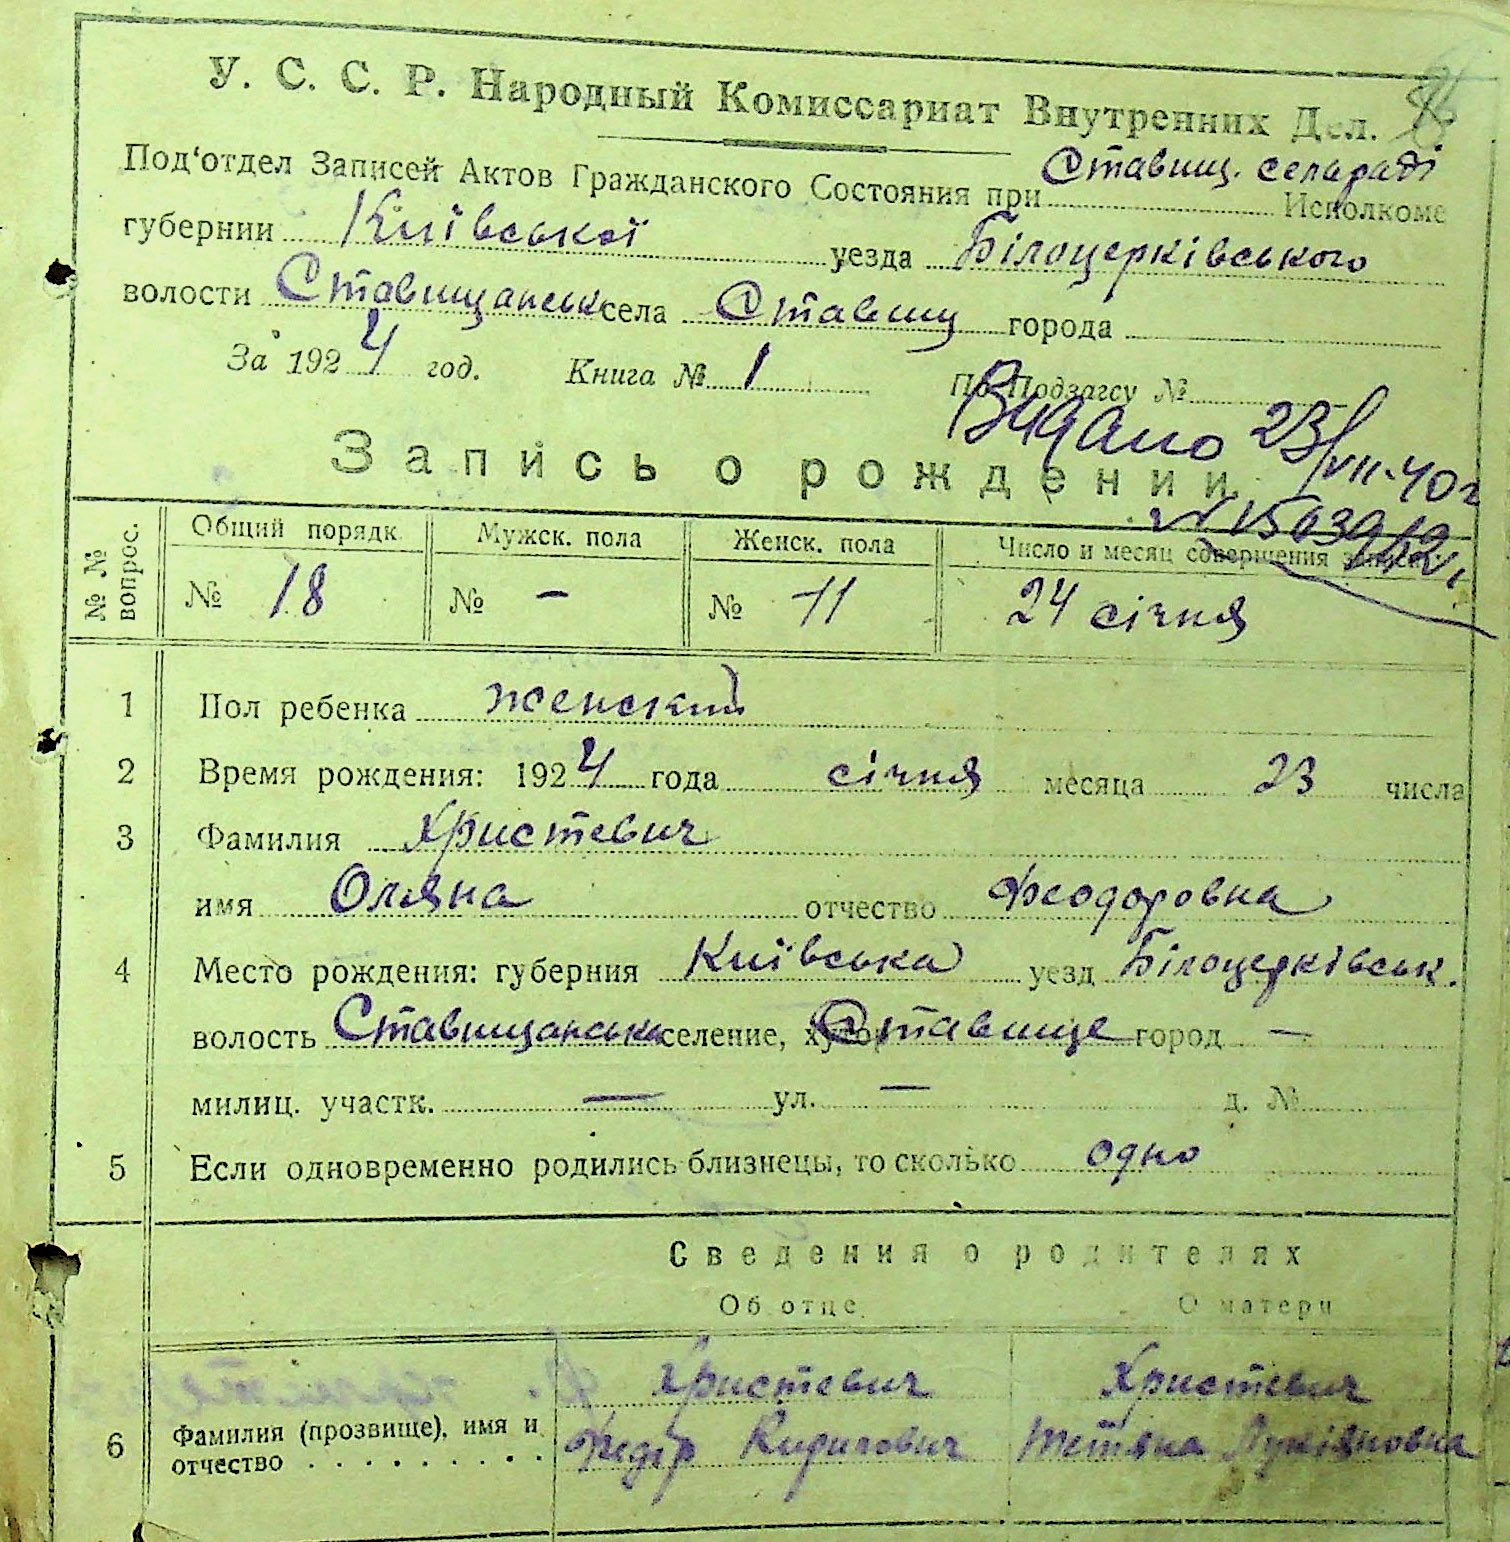 У. С. С. Р. Народный Комиссариат Внутренних Дел.
Под'отдел Записей Актов Гражданского Состояния при Ставищ. сельраді Исполкоме
губернии Київської уезда Білоцерківського
волости Ставищанськ села Ставищ города
За 1924 год. Книга № 1 По Подзагсу №
Видано 23/VII-40г
Запись о рождении
№№ вопрос. Общий порядк. Мужск. пола Женск. пола Число и месяц совершения записи
№ 18 № – № 11 24 січня
1 Пол ребенка женский
2 Время рождения: 1924 года січня месяца 23 числа
3 Фамилия Христевич
имя Оляна отчество Феодоровна
4 Место рождения: губерния Київська уезд Білоцерківськ.
волость Ставищанська селение, хутор Ставище город —
милиц. участк. — ул. — д. №
5 Если одновременно родились близнецы, то сколько одно
Сведения о родителях
Об отце О матери
Христевич Христевич
6 Фамилия (прозвище), имя и Федір Кирилович Тетяна Лукіяновна
отчество . . . . . . . . . .